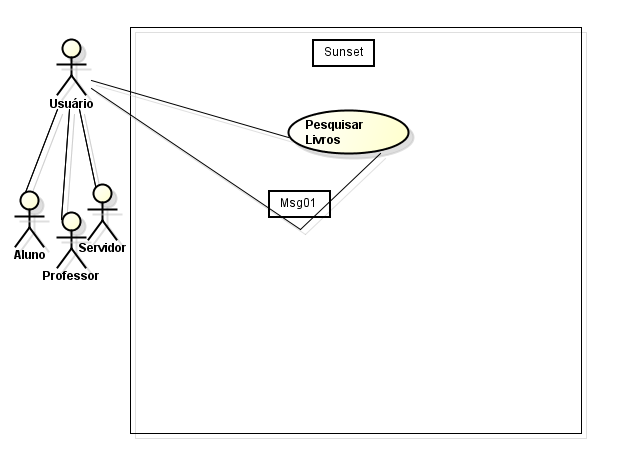 Sunset
Usuário
Pesquisar
Livros
Msg01
Aluno
Servidor
Professor